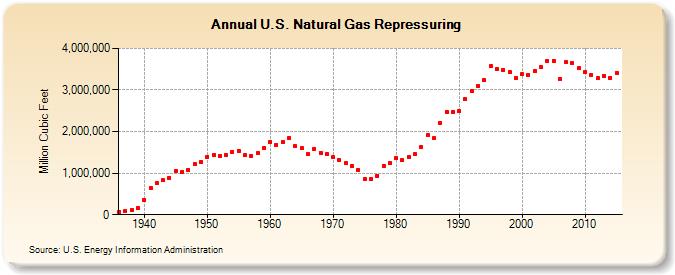 Annual U.S. Natural Gas Repressuring
Million Cubic Feet
4,000,000
3,000,000
2,000,000
1,000,000
0
1940 1950 1960 1970 1980 1990 2000 2010
Source: U.S. Energy Information Administration